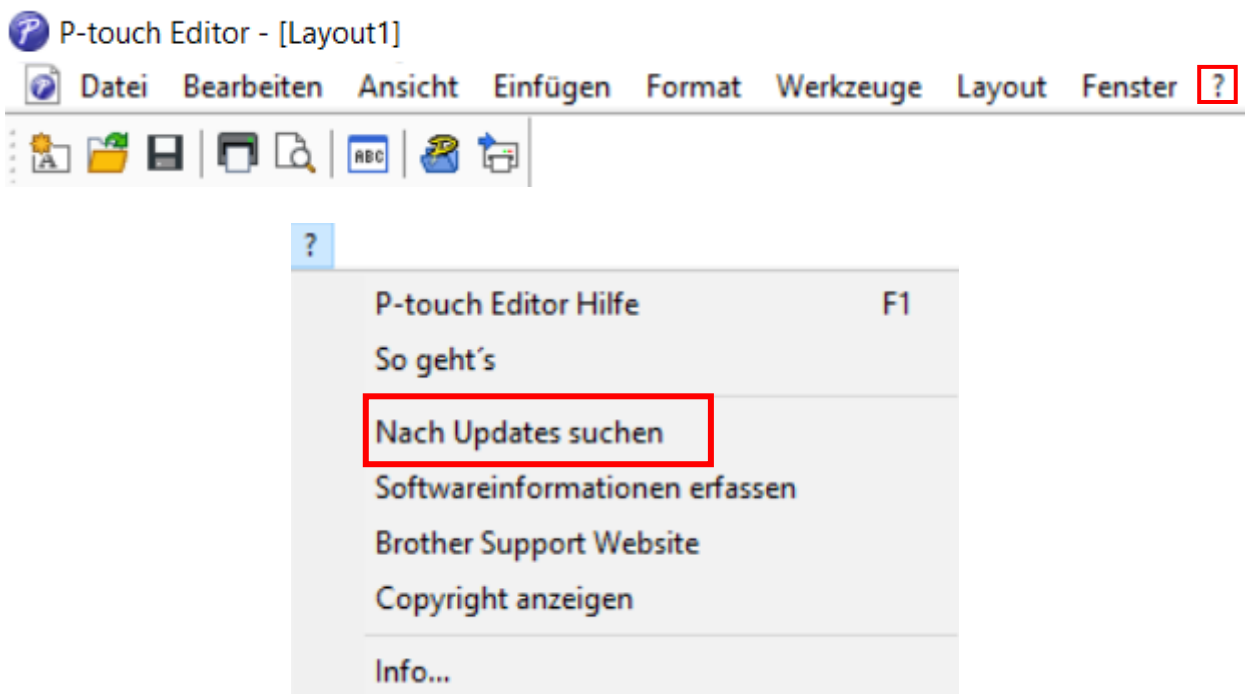 P-touch Editor - [Layout1]
Datei Bearbeiten Ansicht Einfügen Format Werkzeuge Layout Fenster ?
A ABC
?
P-touch Editor Hilfe F1
So geht´s
Nach Updates suchen
Softwareinformationen erfassen
Brother Support Website
Copyright anzeigen
Info...